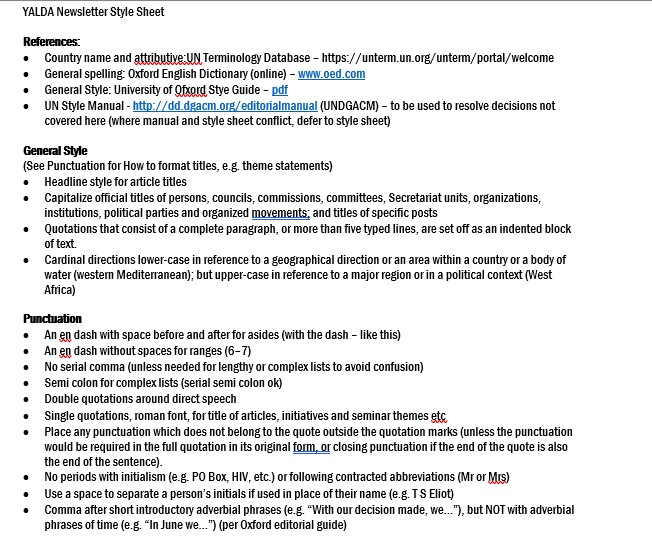 YALDA Newsletter Style Sheet
References:
• Country name and attributive:UN Terminology Database – https://unterm.un.org/unterm/portal/welcome
• General spelling: Oxford English Dictionary (online) – www.oed.com
• General Style: University of Ofxord Stye Guide – pdf
• UN Style Manual - http://dd.dgacm.org/editorialmanual (UNDGACM) – to be used to resolve decisions not
covered here (where manual and style sheet conflict, defer to style sheet)
General Style
(See Punctuation for How to format titles, e.g. theme statements)
• Headline style for article titles
• Capitalize official titles of persons, councils, commissions, committees, Secretariat units, organizations,
institutions, political parties and organized movements; and titles of specific posts
• Quotations that consist of a complete paragraph, or more than five typed lines, are set off as an indented block
of text.
• Cardinal directions lower-case in reference to a geographical direction or an area within a country or a body of
water (western Mediterranean); but upper-case in reference to a major region or in a political context (West
Africa)
Punctuation
• An en dash with space before and after for asides (with the dash – like this)
• An en dash without spaces for ranges (6–7)
• No serial comma (unless needed for lengthy or complex lists to avoid confusion)
• Semi colon for complex lists (serial semi colon ok)
• Double quotations around direct speech
• Single quotations, roman font, for title of articles, initiatives and seminar themes etc
• Place any punctuation which does not belong to the quote outside the quotation marks (unless the punctuation
would be required in the full quotation in its original form, or closing punctuation if the end of the quote is also
the end of the sentence).
• No periods with initialism (e.g. PO Box, HIV, etc.) or following contracted abbreviations (Mr or Mrs)
• Use a space to separate a person's initials if used in place of their name (e.g. T S Eliot)
• Comma after short introductory adverbial phrases (e.g. "With our decision made, we..."), but NOT with adverbial
phrases of time (e.g. "In June we...") (per Oxford editorial guide)